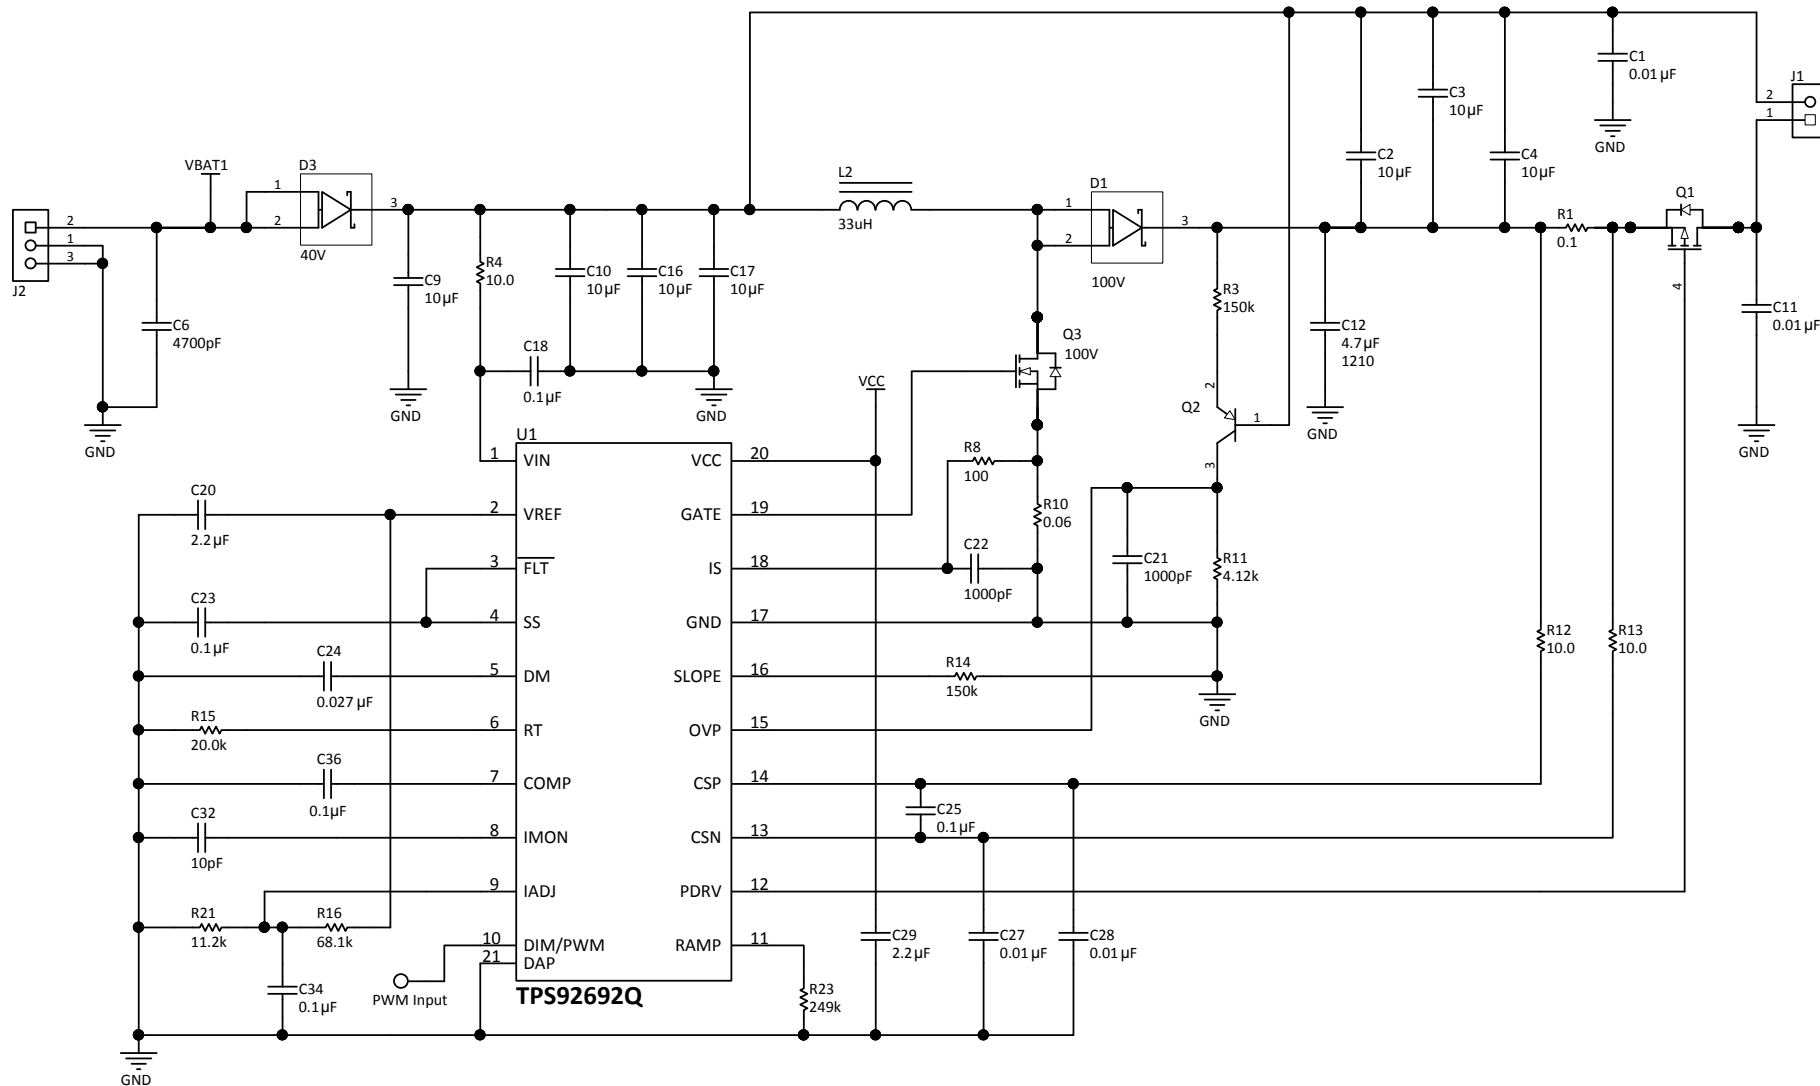 C1
0.01µF
GND
J1
2
1
C3
10µF
C2
10µF
C4
10µF
VBAT1
D3
1
2
3
40V
L2
33uH
D1
1
2
3
100V
Q1
4
R1
0.1
J2
2
1
3
C6
4700pF
GND
C9
10µF
GND
R4
10.0
C10
10µF
C16
10µF
C17
10µF
C18
0.1µF
GND
Q3
100V
R3
150k
C12
4.7µF
1210
GND
C11
0.01µF
GND
VCC
Q2
2
1
3
U1
1
VIN
VCC
20
2
VREF
GATE
19
3
FLT
IS
18
4
SS
GND
17
5
DM
SLOPE
16
6
RT
OVP
15
7
COMP
CSP
14
8
IMON
CSN
13
9
IADJ
PDRV
12
10
DIM/PWM
RAMP
11
21
DAP
TPS92692Q
R8
100
R10
0.06
C22
1000pF
C21
1000pF
R11
4.12k
R14
150k
GND
R12
10.0
R13
10.0
C20
2.2µF
C23
0.1µF
C24
0.027µF
R15
20.0k
C36
0.1µF
C32
10pF
R21
11.2k
R16
68.1k
C34
0.1µF
PWM Input
C25
0.1µF
C29
2.2µF
C27
0.01µF
C28
0.01µF
R23
249k
GND